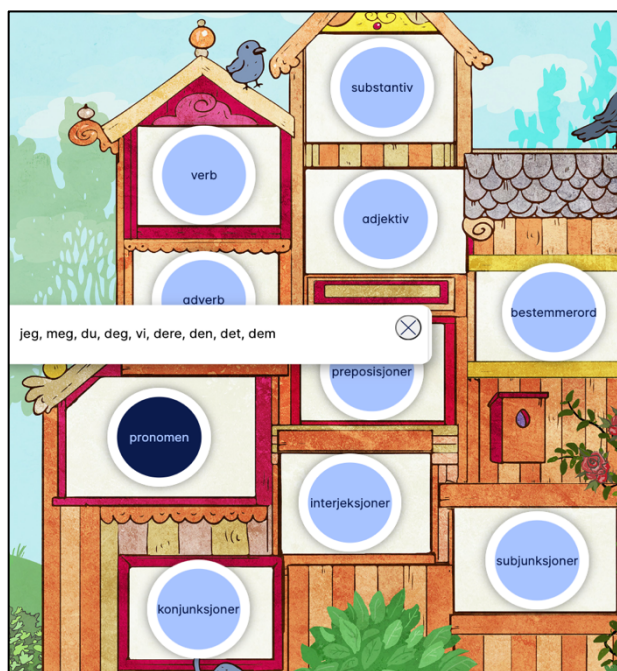 substantiv
verb
adjektiv
adverb
bestemmerord
jeg, meg, du, deg, vi, dere, den, det, dem
preposisjoner
pronomen
interjeksjoner
subjunksjoner
konjunksjoner